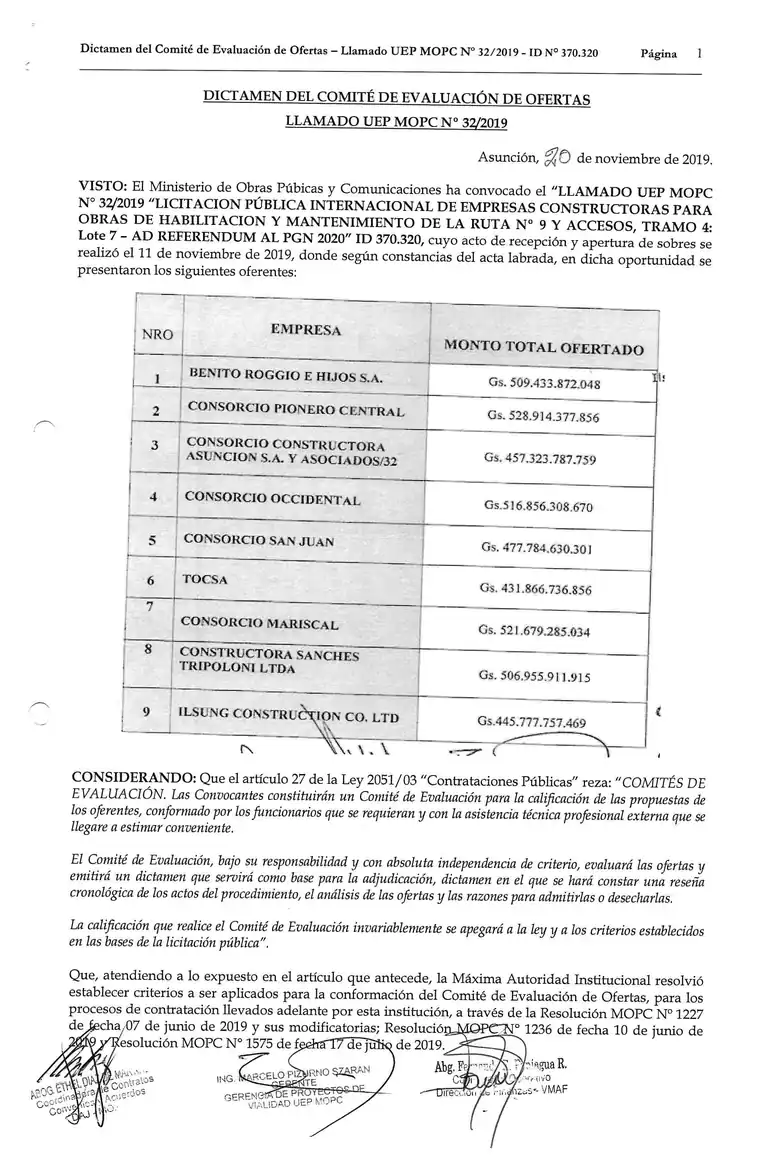 Dictamen del Comité de Evaluación de Ofertas – Llamado UEP MOPC Nº 32/2019 - ID Nº 370.320 Página 1
DICTAMEN DEL COMITÉ DE EVALUACIÓN DE OFERTAS
LLAMADO UEP MOPC Nº 32/2019
Asunción, 20 de noviembre de 2019.
VISTO: El Ministerio de Obras Púbicas y Comunicaciones ha convocado el "LLAMADO UEP MOPC
Nº 32/2019 "LICITACION PÚBLICA INTERNACIONAL DE EMPRESAS CONSTRUCTORAS PARA
OBRAS DE HABILITACION Y MANTENIMIENTO DE LA RUTA Nº 9 Y ACCESOS, TRAMO 4:
Lote 7 – AD REFERENDUM AL PGN 2020" ID 370.320, cuyo acto de recepción y apertura de sobres se
realizó el 11 de noviembre de 2019, donde según constancias del acta labrada, en dicha oportunidad se
presentaron los siguientes oferentes:
NRO EMPRESA MONTO TOTAL OFERTADO
1 BENITO ROGGIO E HIJOS S.A. Gs. 509.433.872.048
2 CONSORCIO PIONERO CENTRAL Gs. 528.914.377.856
3 CONSORCIO CONSTRUCTORA
ASUNCION S.A. Y ASOCIADOS/32 Gs. 457.323.787.759
4 CONSORCIO OCCIDENTAL Gs.516.856.308.670
5 CONSORCIO SAN JUAN Gs. 477.784.630.301
6 TOCSA Gs. 431.866.736.856
7 CONSORCIO MARISCAL Gs. 521.679.285.034
8 CONSTRUCTORA SANCHES
TRIPOLONI LTDA Gs. 506.955.911.915
9 ILSUNG CONSTRUCTION CO. LTD Gs.445.777.757.469
CONSIDERANDO: Que el artículo 27 de la Ley 2051/03 "Contrataciones Públicas" reza: "COMITÉS DE
EVALUACIÓN. Las Convocantes constituirán un Comité de Evaluación para la calificación de las propuestas de
los oferentes, conformado por los funcionarios que se requieran y con la asistencia técnica profesional externa que se
llegare a estimar conveniente.
El Comité de Evaluación, bajo su responsabilidad y con absoluta independencia de criterio, evaluará las ofertas y
emitirá un dictamen que servirá como base para la adjudicación, dictamen en el que se hará constar una reseña
cronológica de los actos del procedimiento, el análisis de las ofertas y las razones para admitirlas o desecharlas.
La calificación que realice el Comité de Evaluación invariablemente se apegará a la ley y a los criterios establecidos
en las bases de la licitación pública".
Que, atendiendo a lo expuesto en el artículo que antecede, la Máxima Autoridad Institucional resolvió
establecer criterios a ser aplicados para la conformación del Comité de Evaluación de Ofertas, para los
procesos de contratación llevados adelante por esta institución, a través de la Resolución MOPC Nº 1227
de fecha 07 de junio de 2019 y sus modificatorias; Resolución MOPC Nº 1236 de fecha 10 de junio de
2019 y Resolución MOPC Nº 1575 de fecha 17 de julio de 2019.
ABOG. ETHEL
Coordinadora de Contratos
Acuerdos
ING. MARCELO PIZURNO SZARAN
GERENTE
GERENCIA DE PROYECTOS DE
VIALIDAD UEP MOPC
Abg. R.
Dirección de Finanzas VMAF